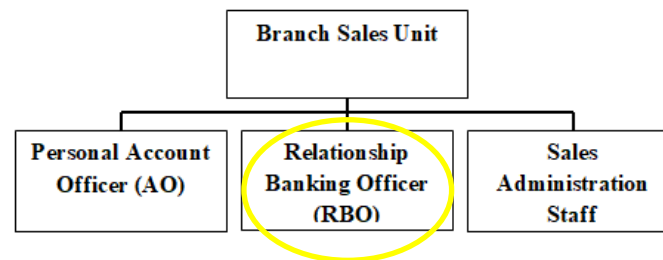 Branch Sales Unit
Personal Account
Officer (AO)
Relationship
Banking Officer
(RBO)
Sales
Administration
Staff